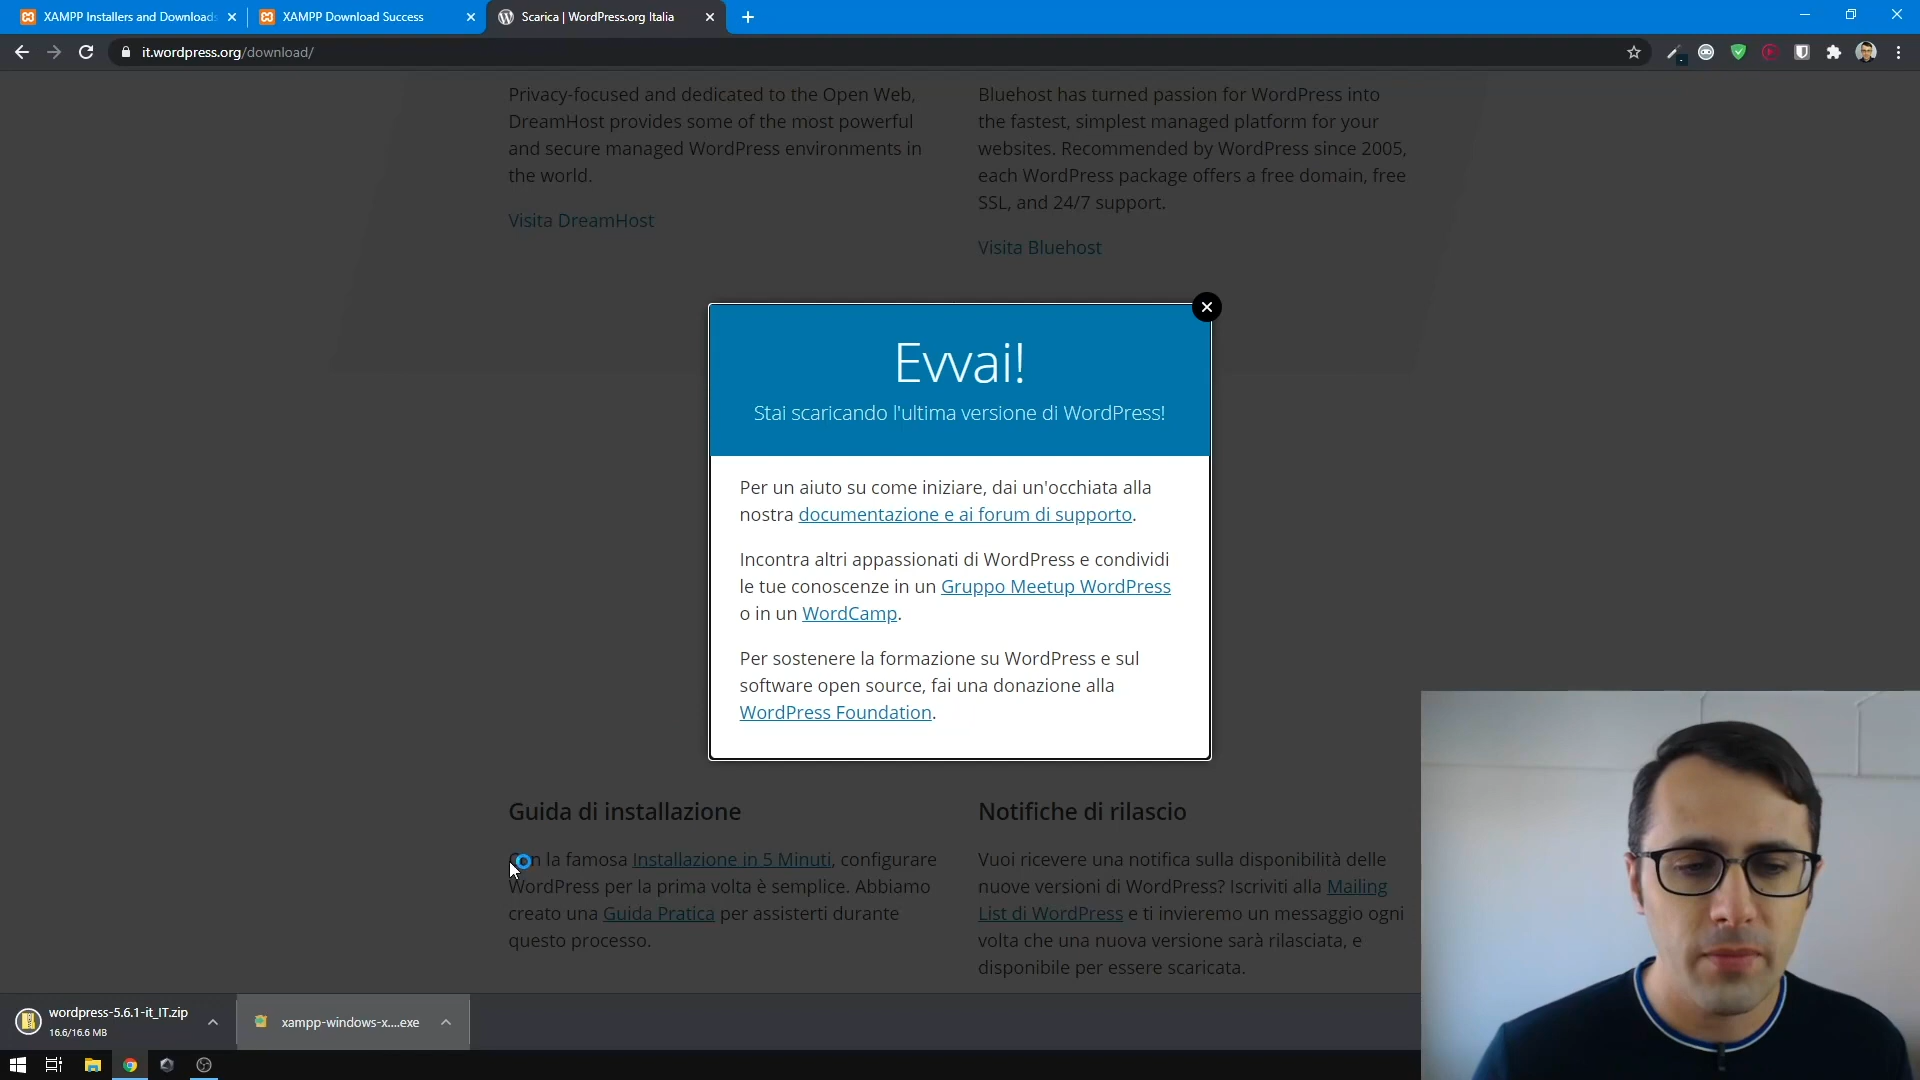 XAMPP Installers and Downloads
XAMPP Download Success
Scarica | WordPress.org Italia
it.wordpress.org/download/
Privacy-focused and dedicated to the Open Web,
DreamHost provides some of the most powerful
and secure managed WordPress environments in
the world.
Visita DreamHost
Bluehost has turned passion for WordPress into
the fastest, simplest managed platform for your
websites. Recommended by WordPress since 2005,
each WordPress package offers a free domain, free
SSL, and 24/7 support.
Visita Bluehost
Evvai!
Stai scaricando l'ultima versione di WordPress!
Per un aiuto su come iniziare, dai un'occhiata alla
nostra documentazione e ai forum di supporto.
Incontra altri appassionati di WordPress e condividi
le tue conoscenze in un Gruppo Meetup WordPress
o in un WordCamp.
Per sostenere la formazione su WordPress e sul
software open source, fai una donazione alla
WordPress Foundation.
Guida di installazione
Con la famosa Installazione in 5 Minuti, configurare
WordPress per la prima volta è semplice. Abbiamo
creato una Guida Pratica per assisterti durante
questo processo.
Notifiche di rilascio
Vuoi ricevere una notifica sulla disponibilità delle
nuove versioni di WordPress? Iscriviti alla Mailing
List di WordPress e ti invieremo un messaggio ogni
volta che una nuova versione sarà rilasciata, e
disponibile per essere scaricata.
wordpress-5.6.1-it_IT.zip
16.6/16.6 MB
xampp-windows-x....exe